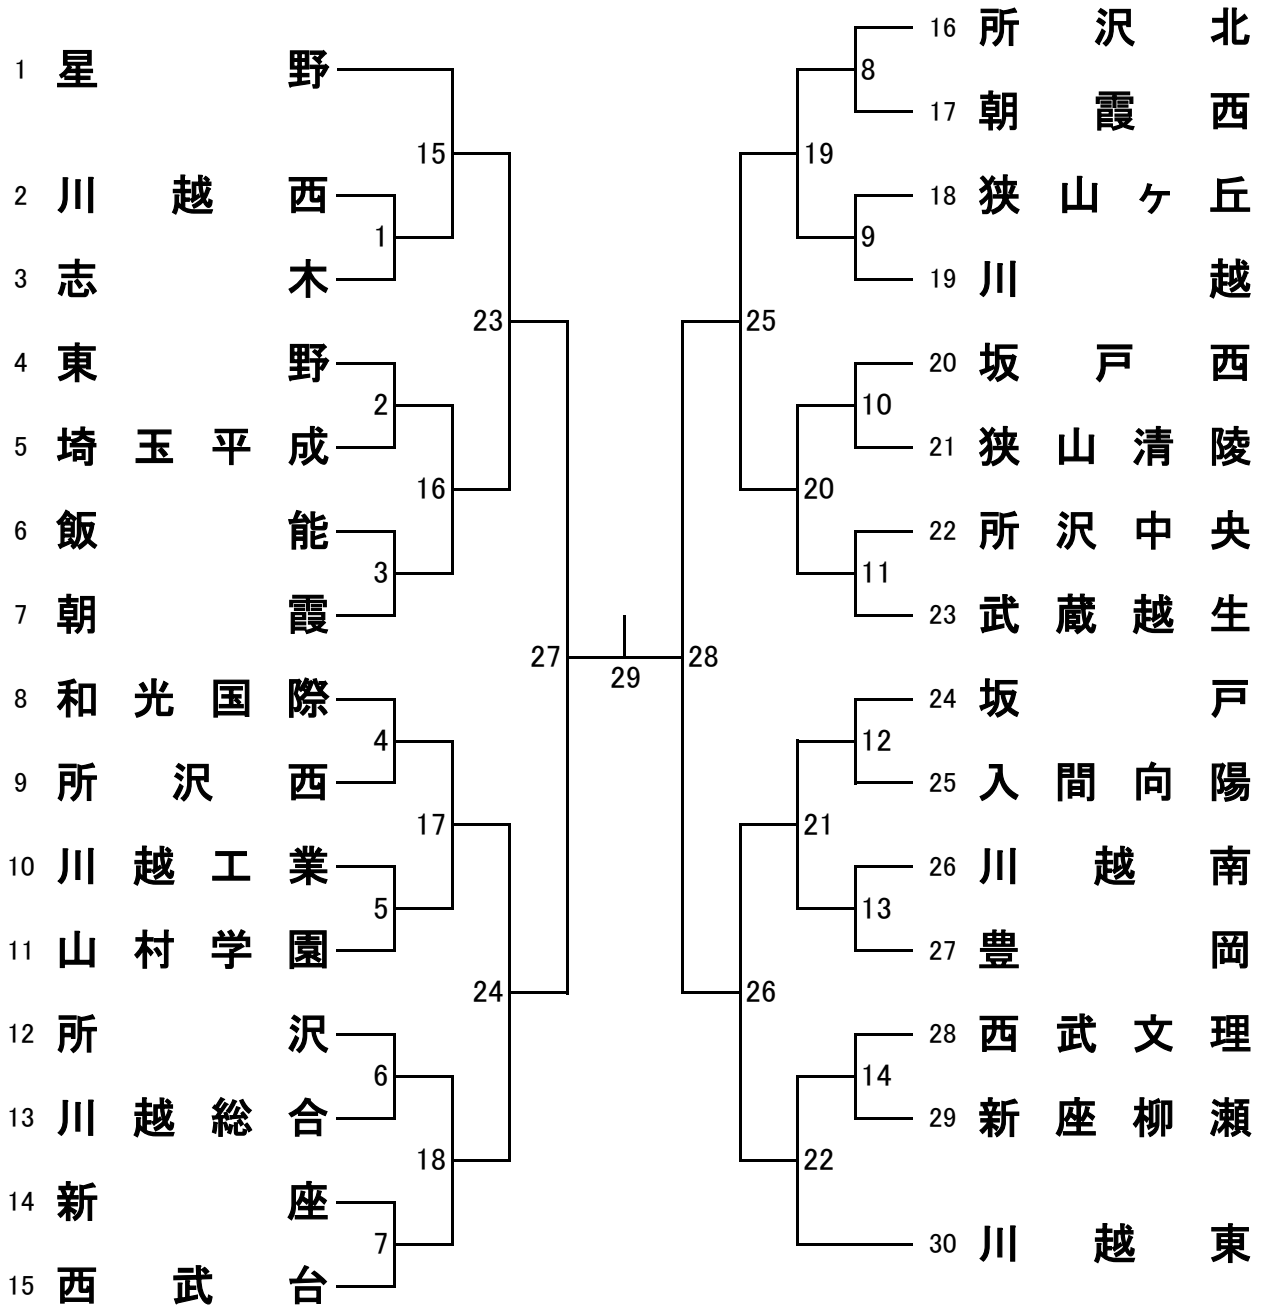 1 星野
2 川越西
3 志木
4 東野
5 埼玉平成
6 飯能
7 朝霞
8 和光国際
9 所沢西
10 川越工業
11 山村学園
12 所沢
13 川越総合
14 新座
15 西武台
15
1
23
2
16
3
27
4
17
5
24
6
18
7
29
28
8
19
9
25
10
20
11
12
21
13
26
14
22
16 所沢北
17 朝霞西
18 狭山ヶ丘
19 川越
20 坂戸西
21 狭山清陵
22 所沢中央
23 武蔵越生
24 坂戸
25 入間向陽
26 川越南
27 豊岡
28 西武文理
29 新座柳瀬
30 川越東